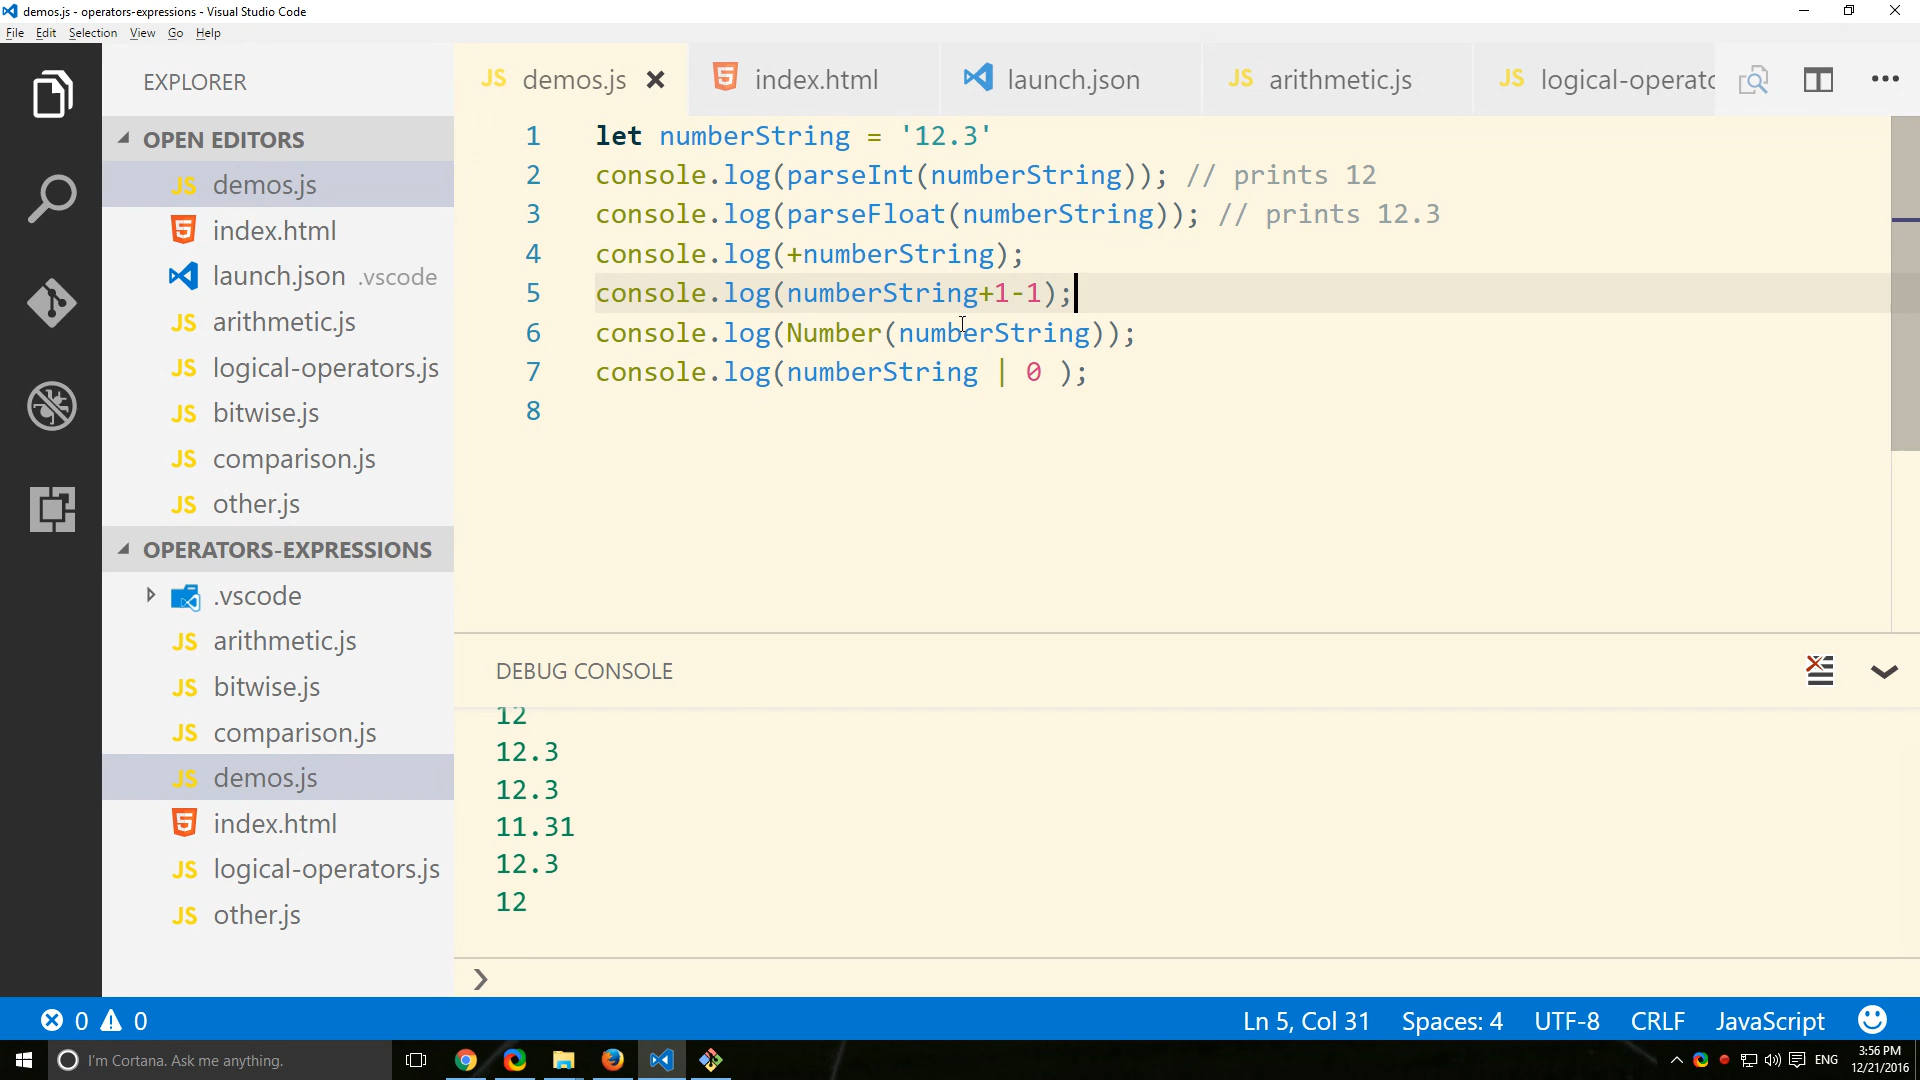 demos.js - operators-expressions - Visual Studio Code
File Edit Selection View Go Help
EXPLORER
OPEN EDITORS
JS demos.js
index.html
launch.json .vscode
JS arithmetic.js
JS logical-operators.js
JS bitwise.js
JS comparison.js
JS other.js
OPERATORS-EXPRESSIONS
.vscode
JS arithmetic.js
JS bitwise.js
JS comparison.js
JS demos.js
index.html
JS logical-operators.js
JS other.js
JS demos.js index.html launch.json JS arithmetic.js JS logical-operato
1 let numberString = '12.3'
2 console.log(parseInt(numberString)); // prints 12
3 console.log(parseFloat(numberString)); // prints 12.3
4 console.log(+numberString);
5 console.log(numberString+1-1);
6 console.log(Number(numberString));
7 console.log(numberString | 0 );
8
DEBUG CONSOLE
12
12.3
12.3
11.31
12.3
12
0 0 Ln 5, Col 31 Spaces: 4 UTF-8 CRLF JavaScript
I'm Cortana. Ask me anything. ENG
3:56 PM
12/21/2016